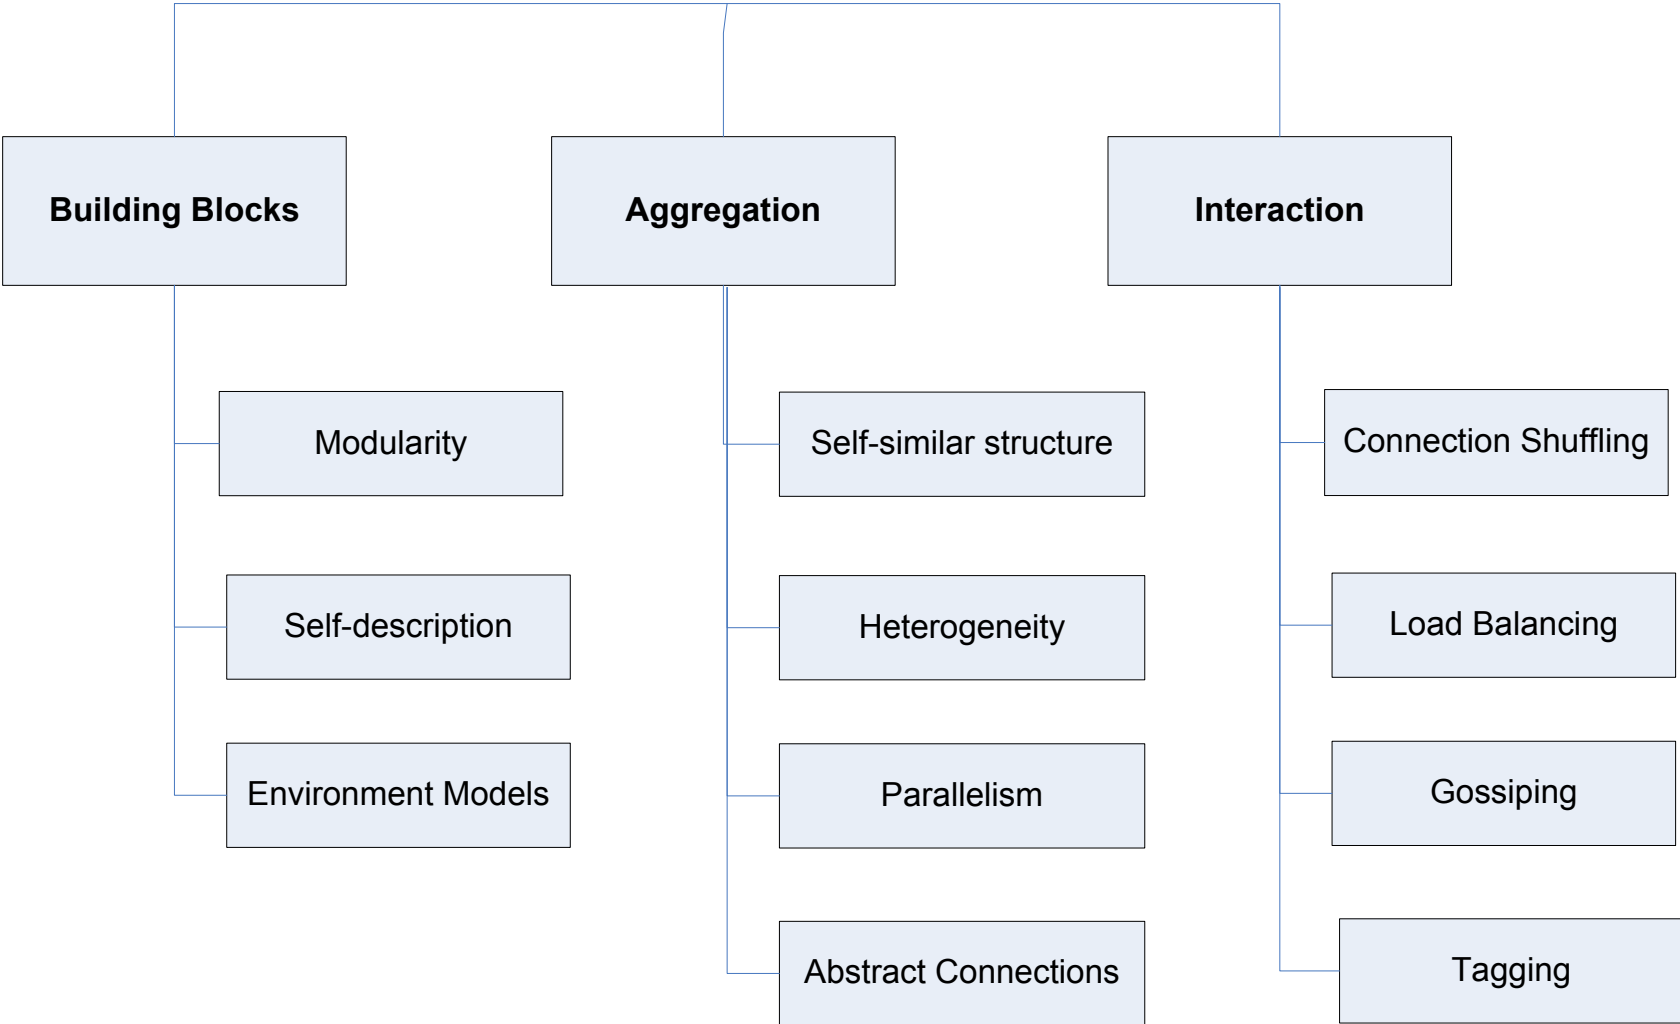 Building Blocks
Aggregation
Interaction
Modularity
Self-similar structure
Connection Shuffling
Self-description
Heterogeneity
Load Balancing
Environment Models
Parallelism
Gossiping
Abstract Connections
Tagging